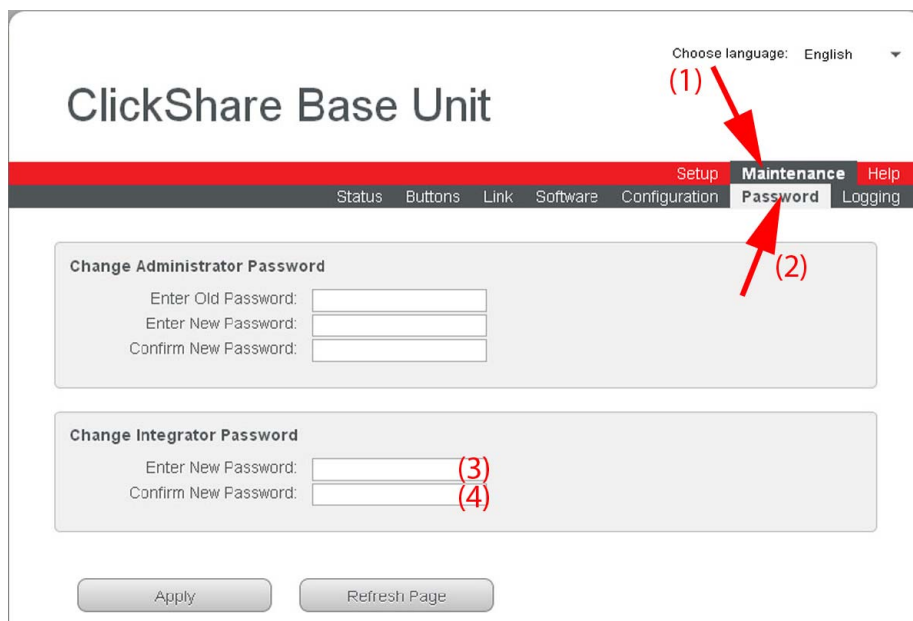 Choose language: English
(1)
ClickShare Base Unit
Setup Maintenance Help
Status Buttons Link Software Configuration Password Logging
(2)
Change Administrator Password
Enter Old Password:
Enter New Password:
Confirm New Password:
Change Integrator Password
Enter New Password: (3)
Confirm New Password: (4)
Apply Refresh Page